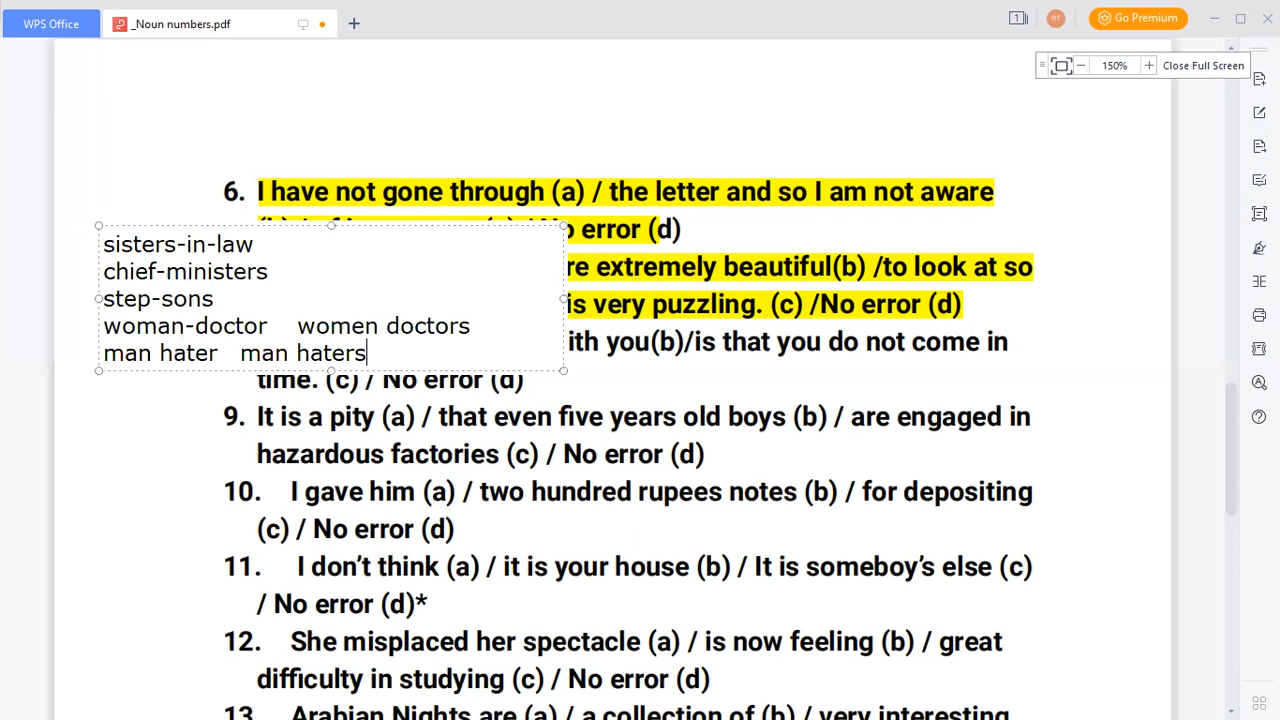 WPS Office
_Noun numbers.pdf
1
RT
Go Premium
150%
Close Full Screen
6. I have not gone through (a) / the letter and so I am not aware
error (d)
sisters-in-law
chief-ministers
step-sons
woman-doctor women doctors
man hater man haters
re extremely beautiful(b) /to look at so
is very puzzling. (c) /No error (d)
ith you(b)/is that you do not come in
time. (c) / No error (d)
9. It is a pity (a) / that even five years old boys (b) / are engaged in
hazardous factories (c) / No error (d)
10. I gave him (a) / two hundred rupees notes (b) / for depositing
(c) / No error (d)
11. I don’t think (a) / it is your house (b) / It is someboy’s else (c)
/ No error (d)*
12. She misplaced her spectacle (a) / is now feeling (b) / great
difficulty in studying (c) / No error (d)
13. Arabian Nights are (a) / a collection of (b) / very interesting